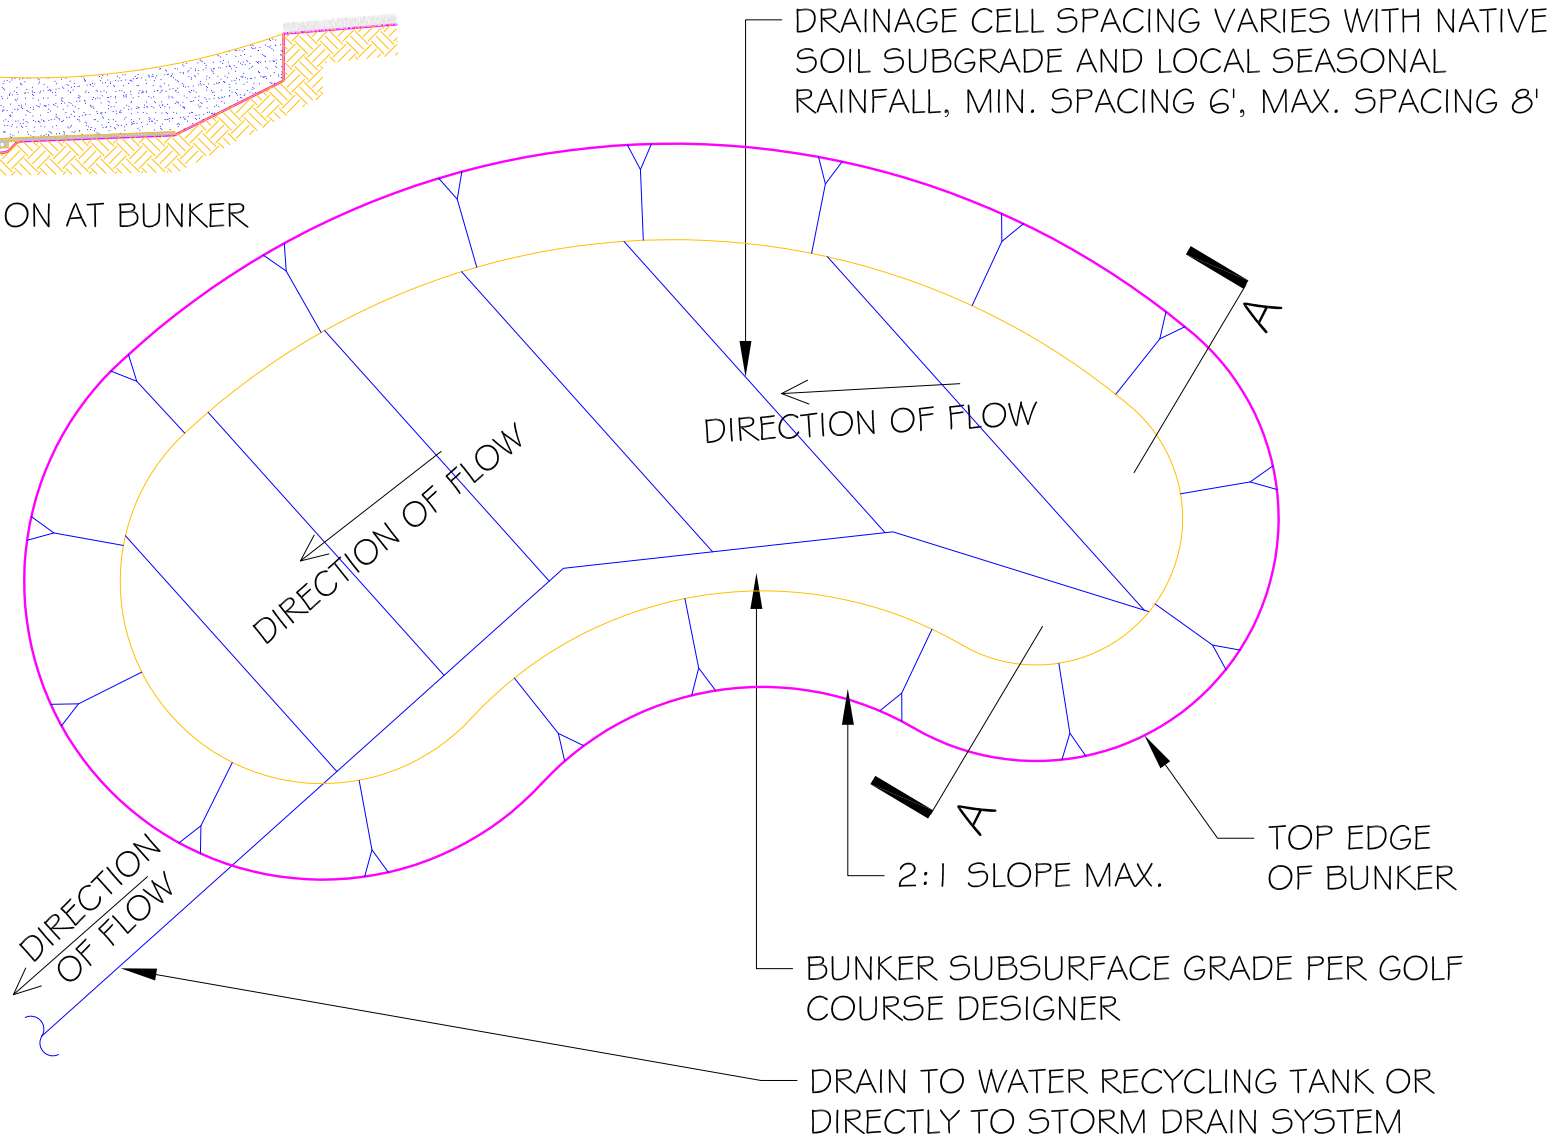 DRAINAGE CELL SPACING VARIES WITH NATIVE
SOIL SUBGRADE AND LOCAL SEASONAL
RAINFALL, MIN. SPACING 6', MAX. SPACING 8'
ON AT BUNKER
A
DIRECTION OF FLOW
DIRECTION OF FLOW
A
TOP EDGE
OF BUNKER
2:1 SLOPE MAX.
DIRECTION
OF FLOW
BUNKER SUBSURFACE GRADE PER GOLF
COURSE DESIGNER
DRAIN TO WATER RECYCLING TANK OR
DIRECTLY TO STORM DRAIN SYSTEM